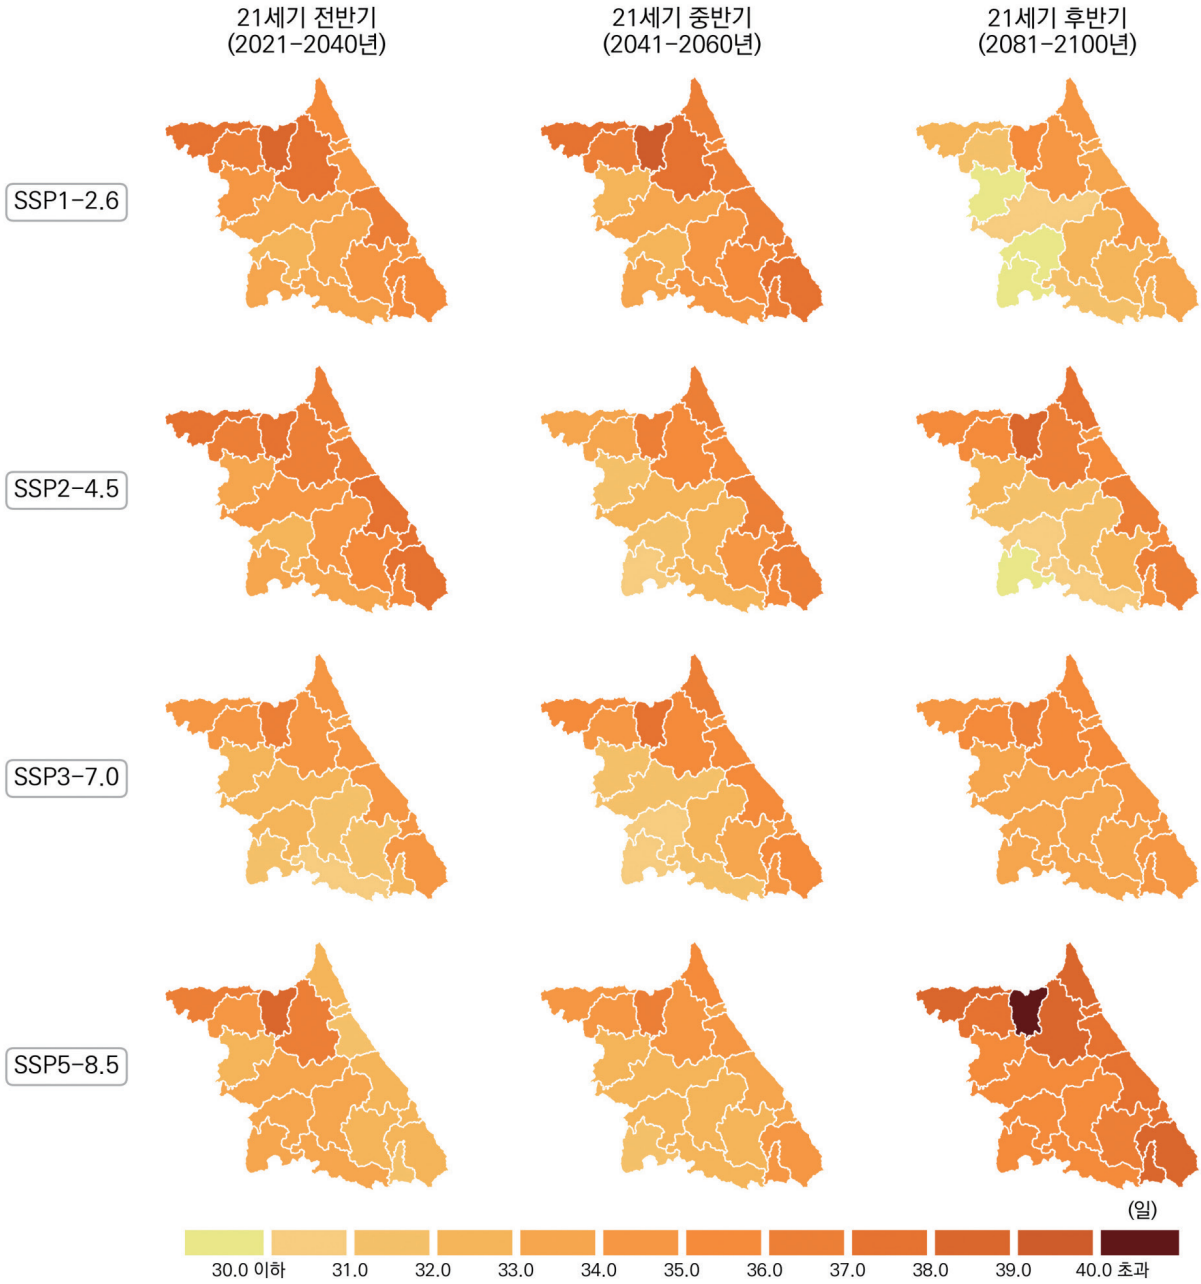 21세기 전반기
(2021-2040년)
21세기 중반기
(2041-2060년)
21세기 후반기
(2081-2100년)
SSP1-2.6
SSP2-4.5
SSP3-7.0
SSP5-8.5
(일)
30.0 이하 31.0 32.0 33.0 34.0 35.0 36.0 37.0 38.0 39.0 40.0 초과